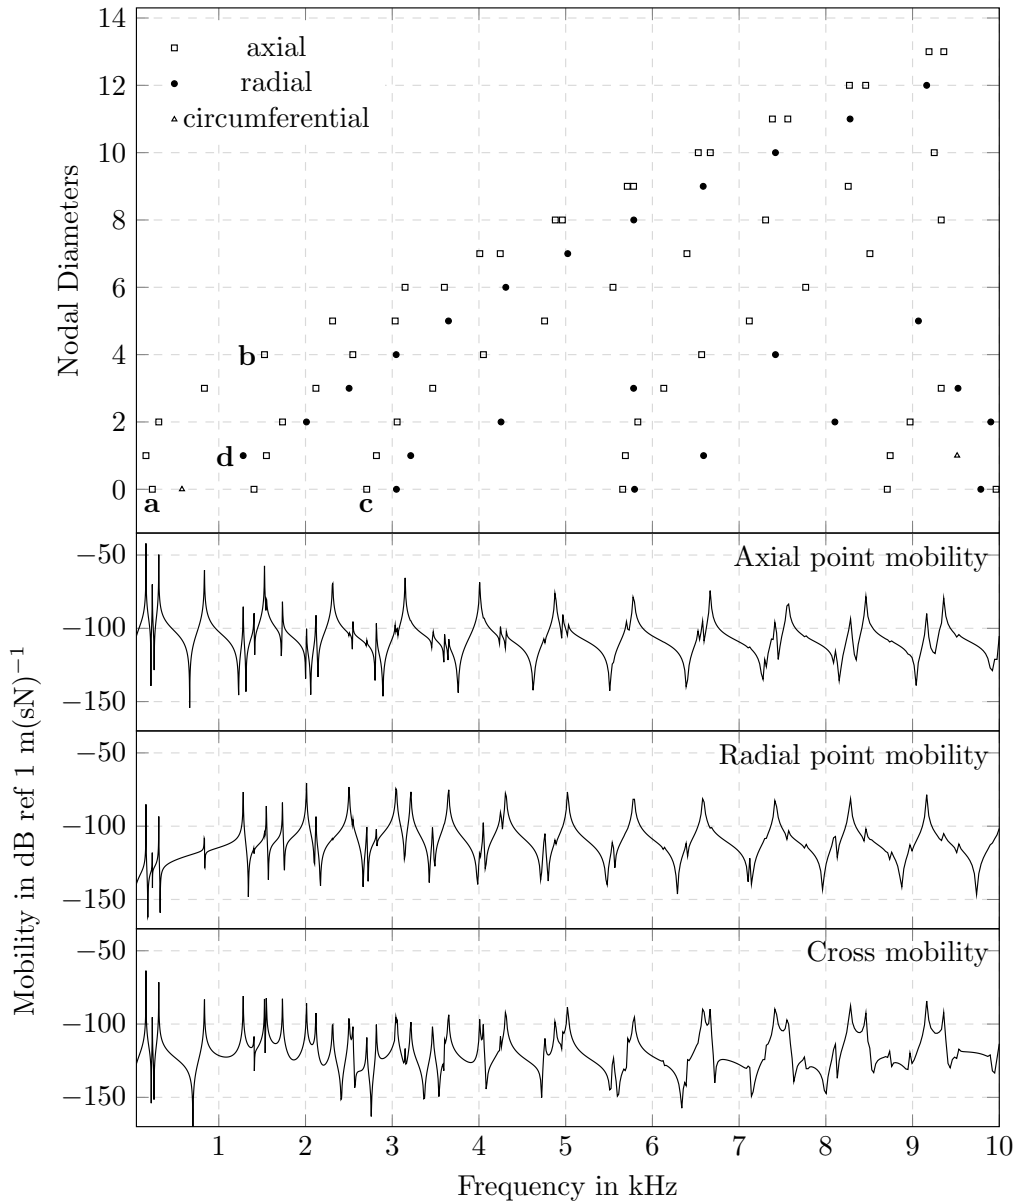 14
12
10
8
6
4
2
0
Nodal Diameters
axial
radial
circumferential
b
d
a
c
Axial point mobility
−50
−100
−150
Radial point mobility
−50
−100
−150
Cross mobility
−50
−100
−150
Mobility in dB ref 1 m(sN)⁻¹
1 2 3 4 5 6 7 8 9 10
Frequency in kHz